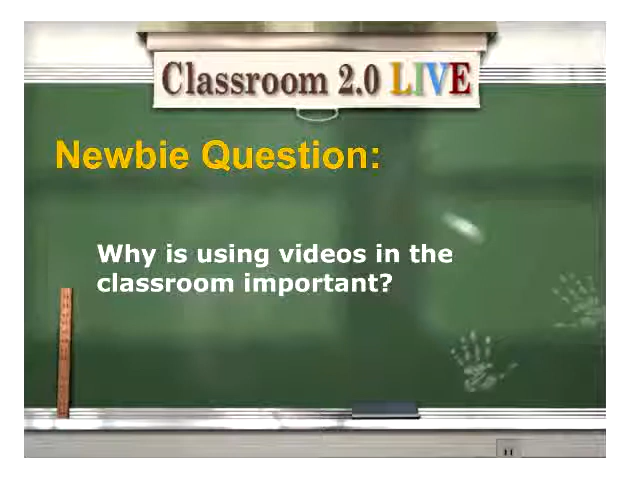 Classroom 2.0 LIVE
Newbie Question:
Why is using videos in the
classroom important?